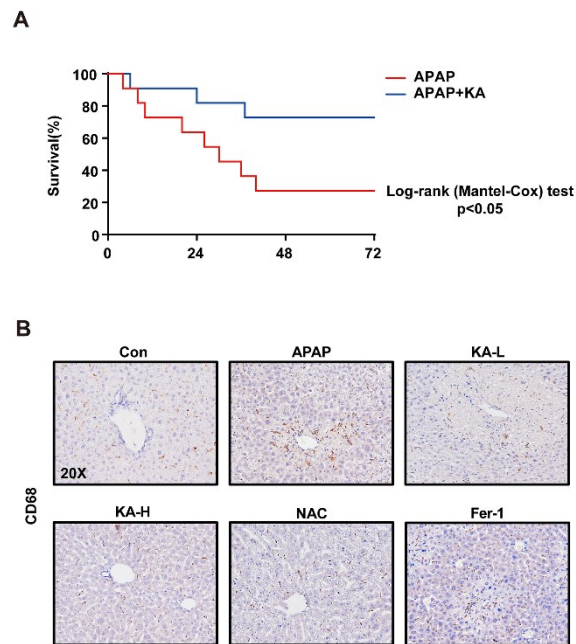 A
Survival(%)
100
80
60
40
20
0
0 24 48 72
APAP
APAP+KA
Log-rank (Mantel-Cox) test
p<0.05
B
Con APAP KA-L
20X
CD68
KA-H NAC Fer-1